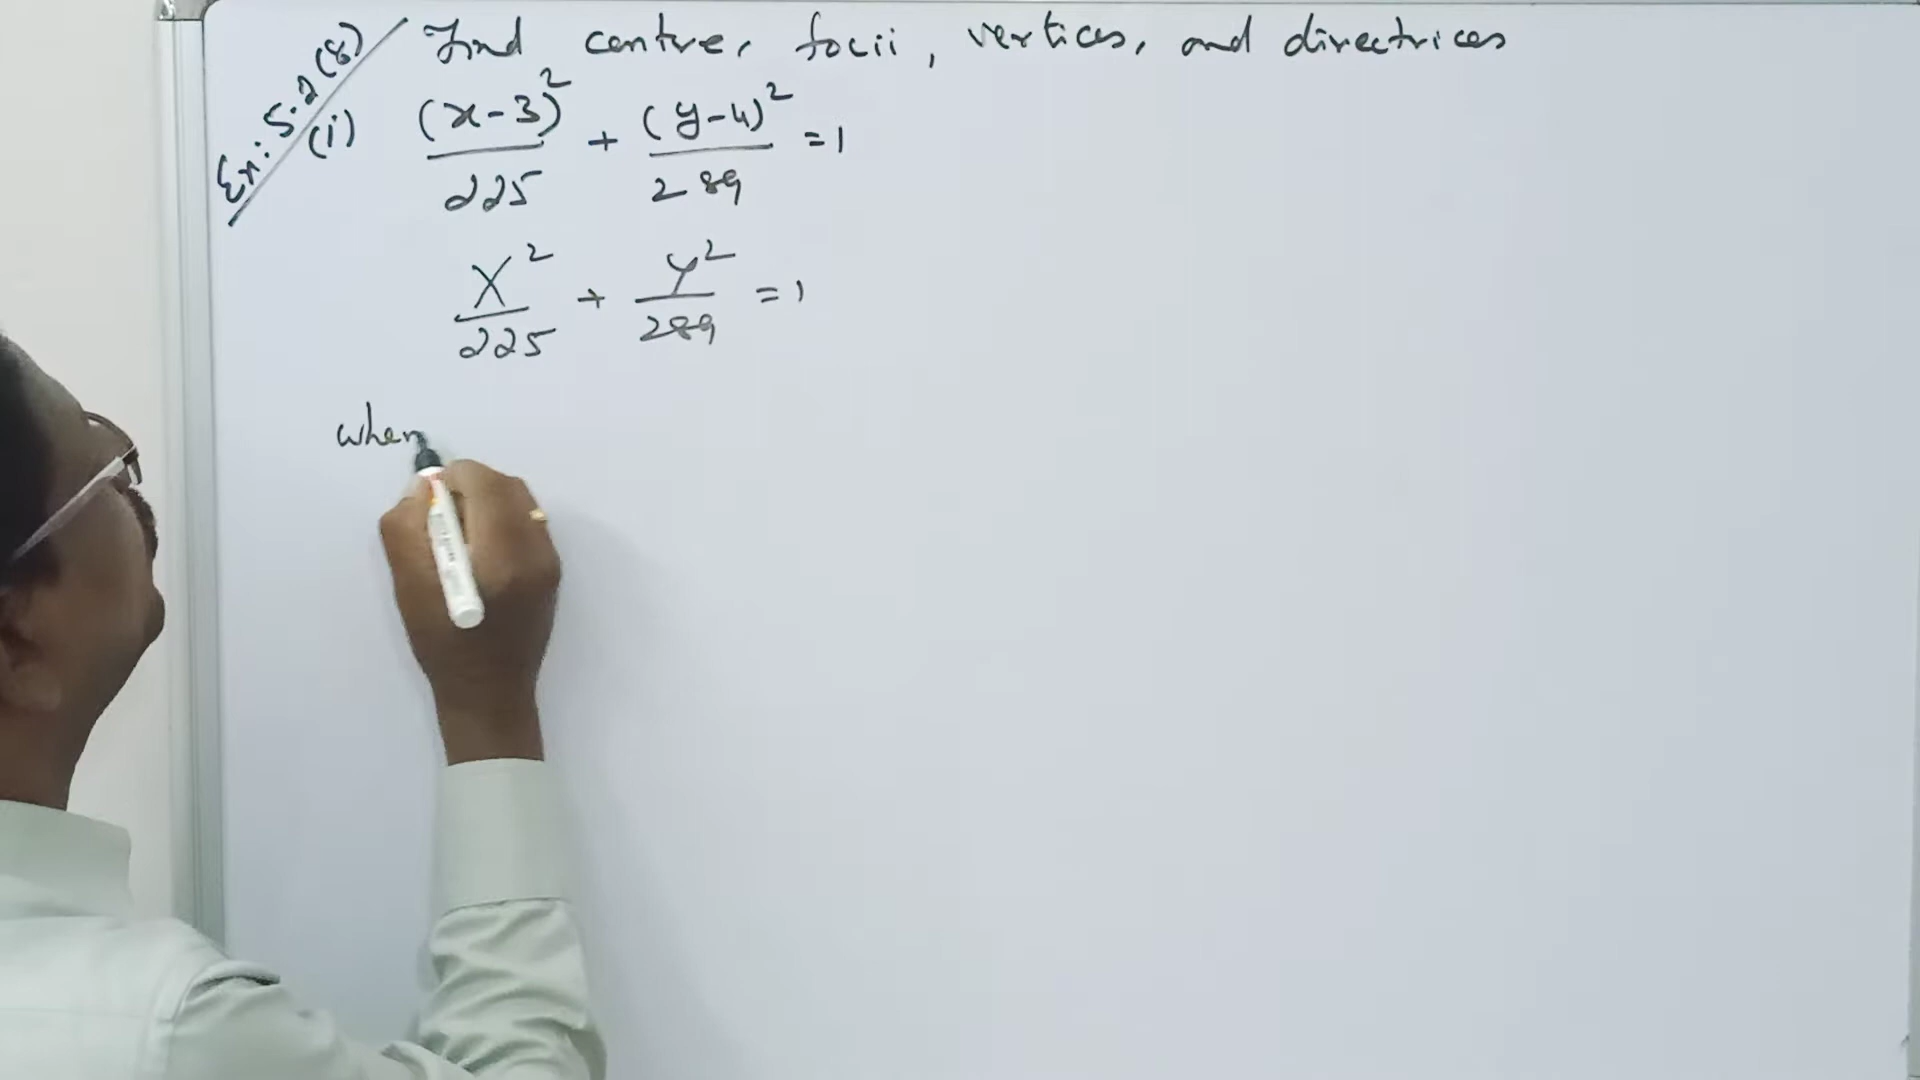 Ex: 5.2 (8) Find centre, focii, vertices, and directrices
(i) (x-3)²/225 + (y-4)²/289 = 1
X²/225 + Y²/289 = 1
wher